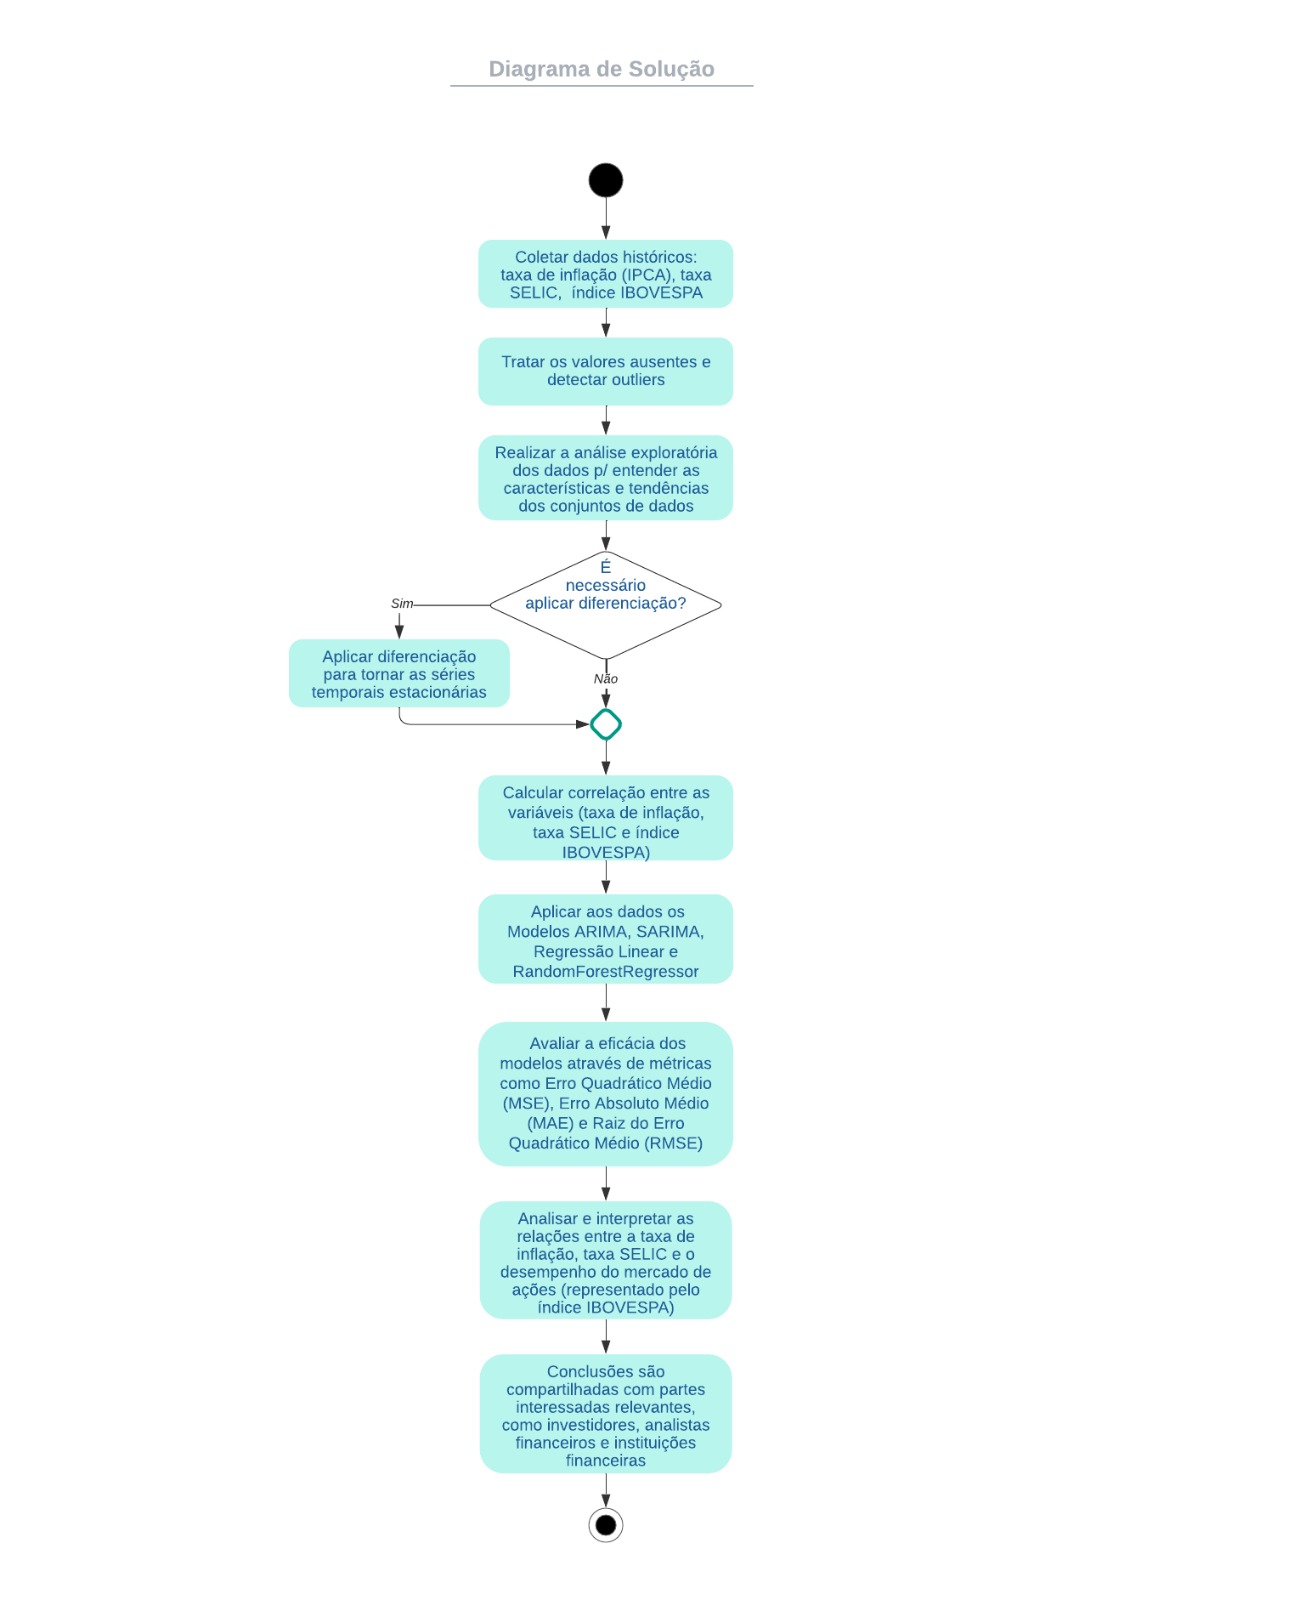 Diagrama de Solução
Coletar dados históricos:
taxa de inflação (IPCA), taxa
SELIC,  índice IBOVESPA
Tratar os valores ausentes e
detectar outliers
Realizar a análise exploratória
dos dados p/ entender as
características e tendências
dos conjuntos de dados
É
necessário
aplicar diferenciação?
Sim
Aplicar diferenciação
para tornar as séries
temporais estacionárias
Não
Calcular correlação entre as
variáveis (taxa de inflação,
taxa SELIC e índice
IBOVESPA)
Aplicar aos dados os
Modelos ARIMA, SARIMA,
Regressão Linear e
RandomForestRegressor
Avaliar a eficácia dos
modelos através de métricas
como Erro Quadrático Médio
(MSE), Erro Absoluto Médio
(MAE) e Raiz do Erro
Quadrático Médio (RMSE)
Analisar e interpretar as
relações entre a taxa de
inflação, taxa SELIC e o
desempenho do mercado de
ações (representado pelo
índice IBOVESPA)
Conclusões são
compartilhadas com partes
interessadas relevantes,
como investidores, analistas
financeiros e instituições
financeiras